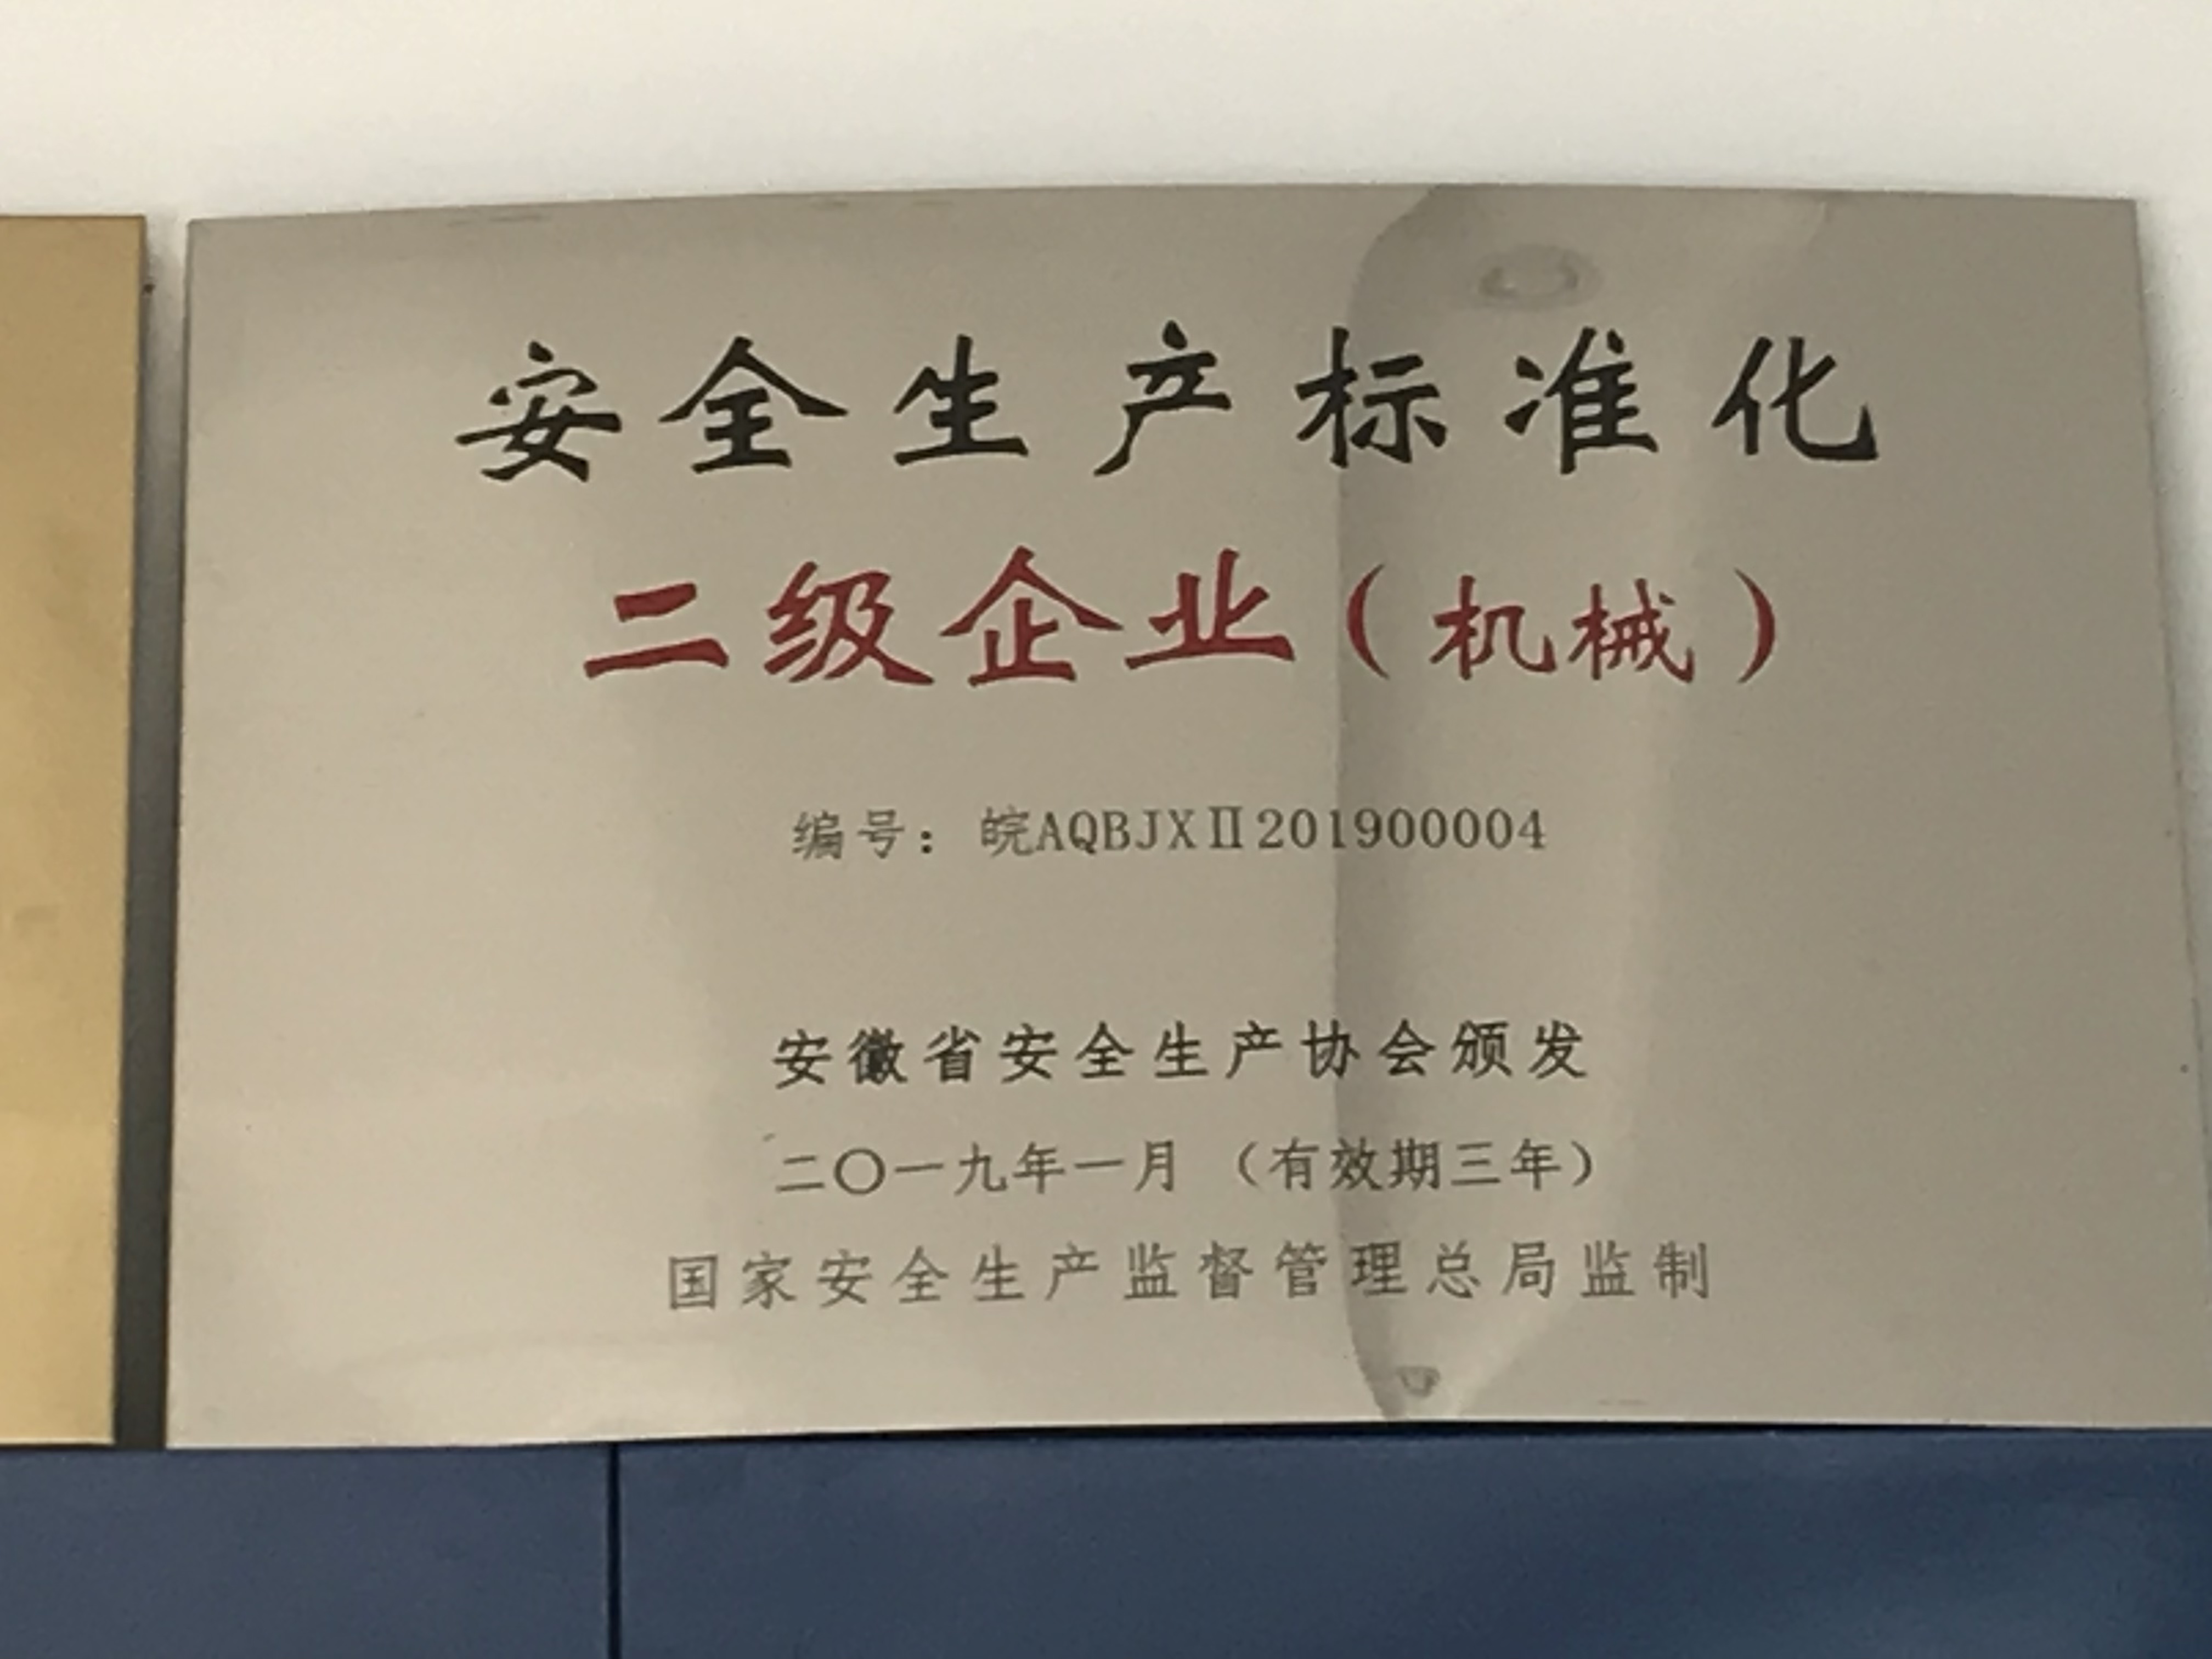 安全生产标准化
二级企业（机械）
编号：皖AQBJXⅡ201900004
安徽省安全生产协会颁发
二〇一九年一月（有效期三年）
国家安全生产监督管理总局监制